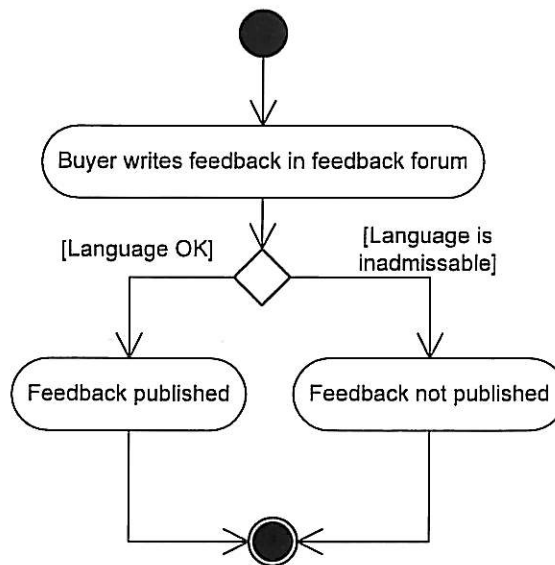 Buyer writes feedback in feedback forum
[Language OK]
[Language is
inadmissable]
Feedback published
Feedback not published